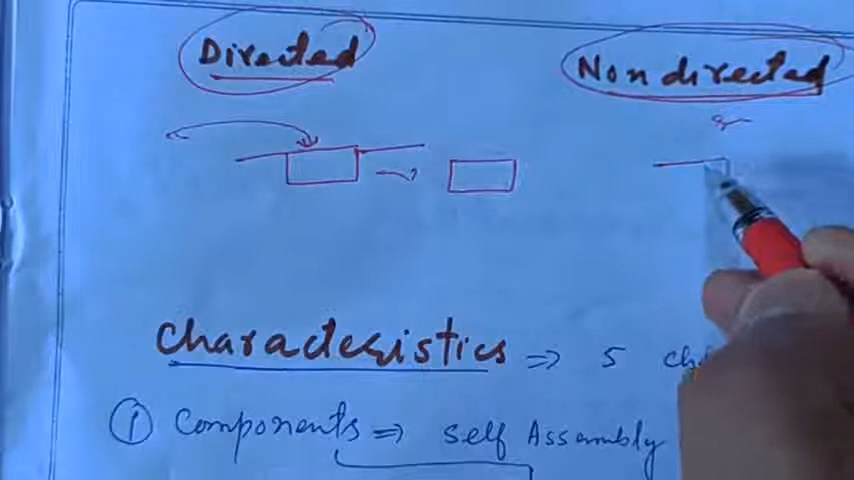 Directed
Non directed
Characteristics => 5
① Components => Self Assembly